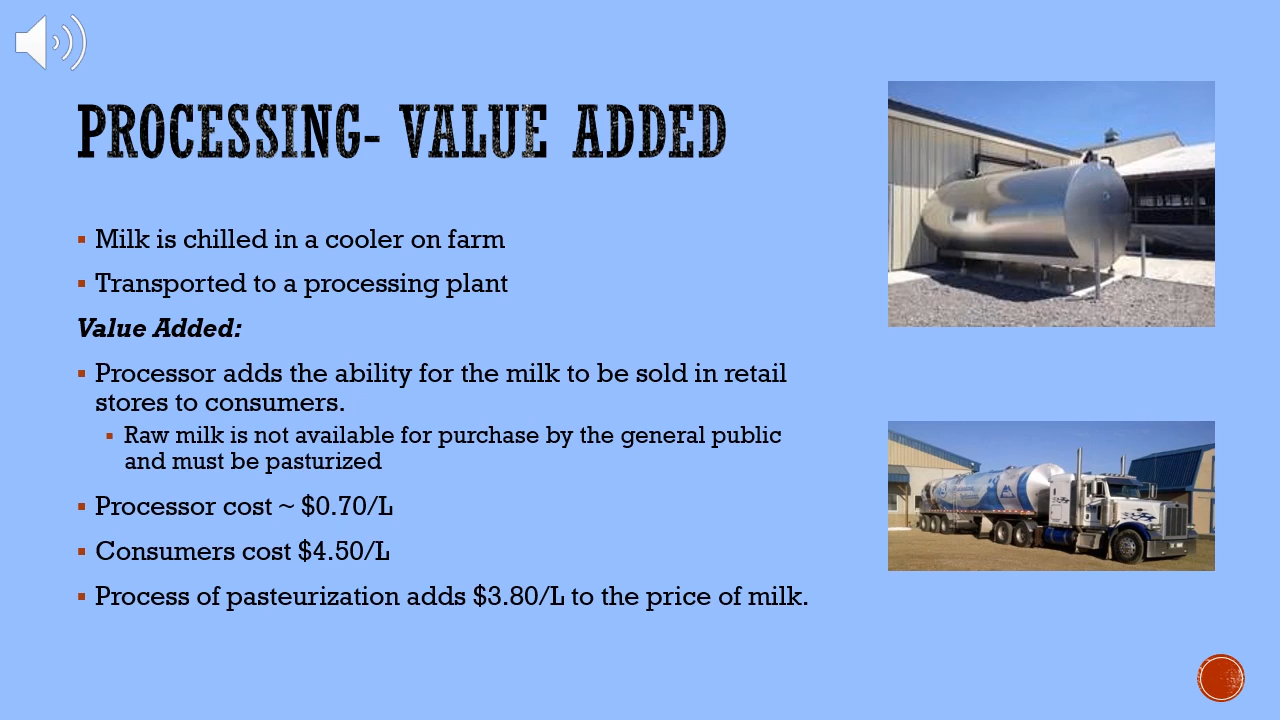 PROCESSING- VALUE ADDED
▪ Milk is chilled in a cooler on farm
▪ Transported to a processing plant
Value Added:
▪ Processor adds the ability for the milk to be sold in retail
stores to consumers.
▪ Raw milk is not available for purchase by the general public
and must be pasturized
▪ Processor cost ~ $0.70/L
▪ Consumers cost $4.50/L
▪ Process of pasteurization adds $3.80/L to the price of milk.